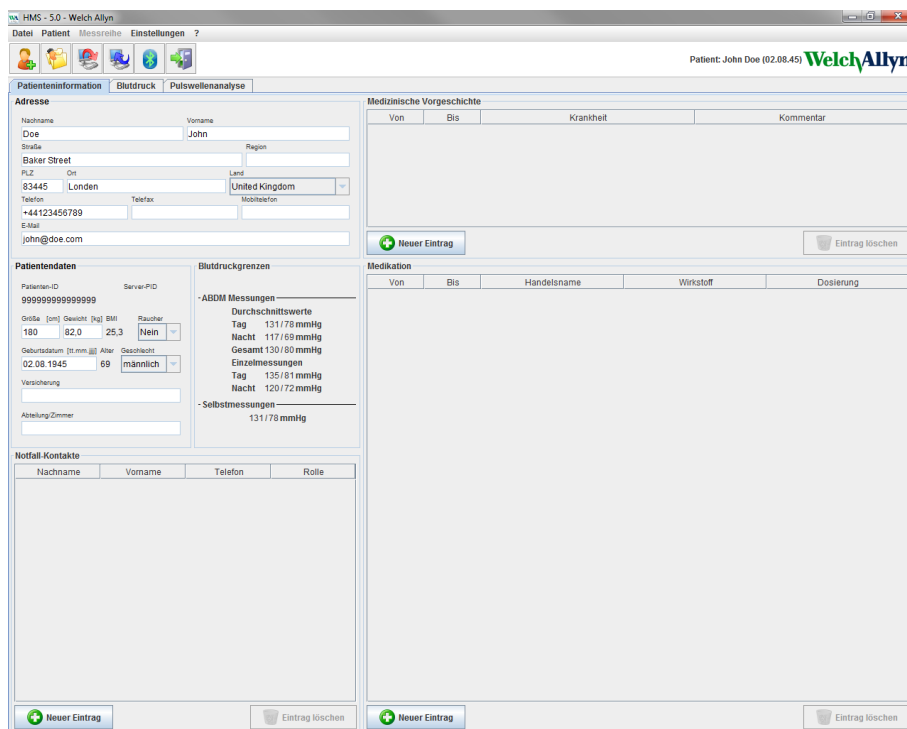 HMS - 5.0 - Welch Allyn
Datei Patient Messreihe Einstellungen ?
Patient: John Doe (02.08.45) WelchAllyn
Patienteninformation Blutdruck Pulswellenanalyse
Adresse
Nachname Vorname
Doe John
Straße Region
Baker Street
PLZ Ort Land
83445 Londen United Kingdom
Telefon Telefax Mobiltelefon
+44123456789
E-Mail
john@doe.com
Medizinische Vorgeschichte
Von Bis Krankheit Kommentar
Neuer Eintrag Eintrag löschen
Patientendaten
Patienten-ID Server-PID
999999999999999
Größe [cm] Gewicht [kg] BMI Raucher
180 82,0 25,3 Nein
Geburtsdatum [tt.mm.jjjj] Alter Geschlecht
02.08.1945 69 männlich
Versicherung
Abteilung/Zimmer
Blutdruckgrenzen
ABDM Messungen
Durchschnittswerte
Tag 131/78 mmHg
Nacht 117/69 mmHg
Gesamt 130/80 mmHg
Einzelmessungen
Tag 135/81 mmHg
Nacht 120/72 mmHg
Selbstmessungen
131/78 mmHg
Medikation
Von Bis Handelsname Wirkstoff Dosierung
Notfall-Kontakte
Nachname Vorname Telefon Rolle
Neuer Eintrag Eintrag löschen
Neuer Eintrag Eintrag löschen